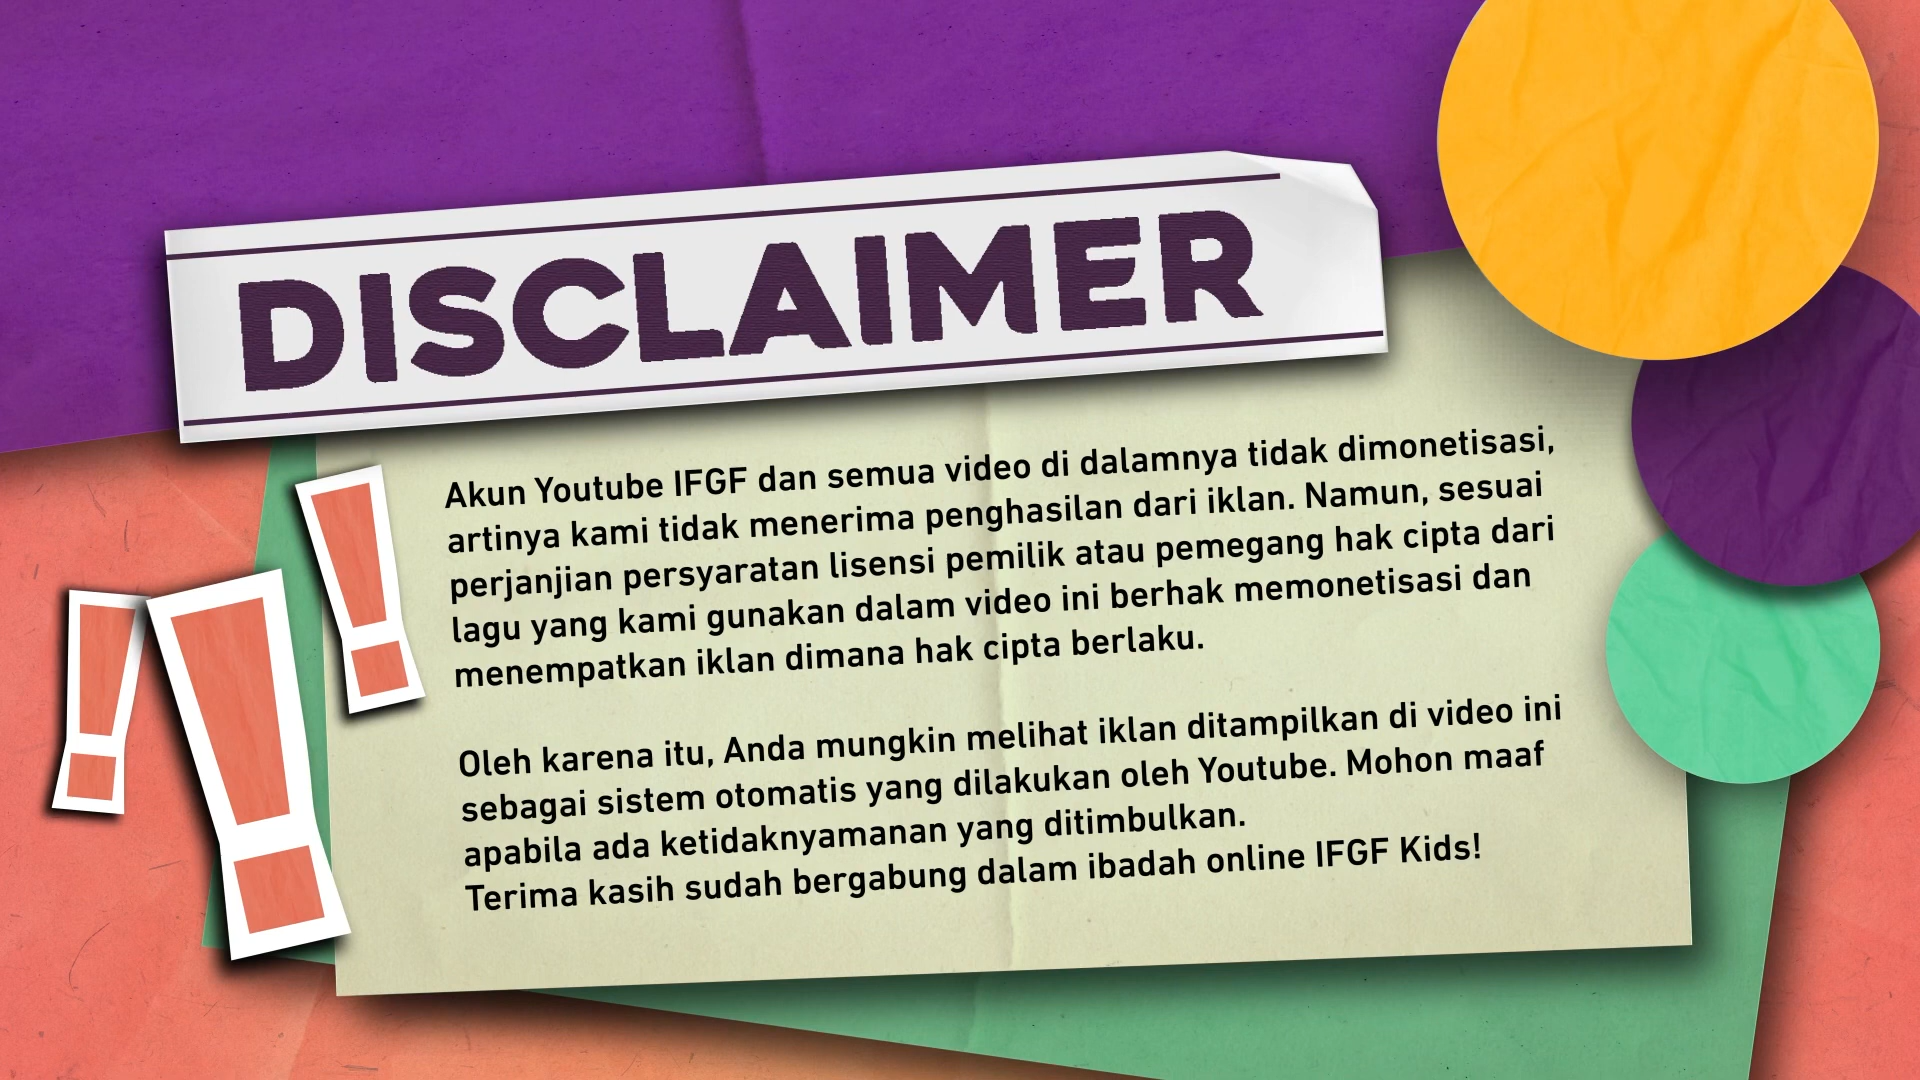 DISCLAIMER
Akun Youtube IFGF dan semua video di dalamnya tidak dimonetisasi,
artinya kami tidak menerima penghasilan dari iklan. Namun, sesuai
perjanjian persyaratan lisensi pemilik atau pemegang hak cipta dari
lagu yang kami gunakan dalam video ini berhak memonetisasi dan
menempatkan iklan dimana hak cipta berlaku.
Oleh karena itu, Anda mungkin melihat iklan ditampilkan di video ini
sebagai sistem otomatis yang dilakukan oleh Youtube. Mohon maaf
apabila ada ketidaknyamanan yang ditimbulkan.
Terima kasih sudah bergabung dalam ibadah online IFGF Kids!